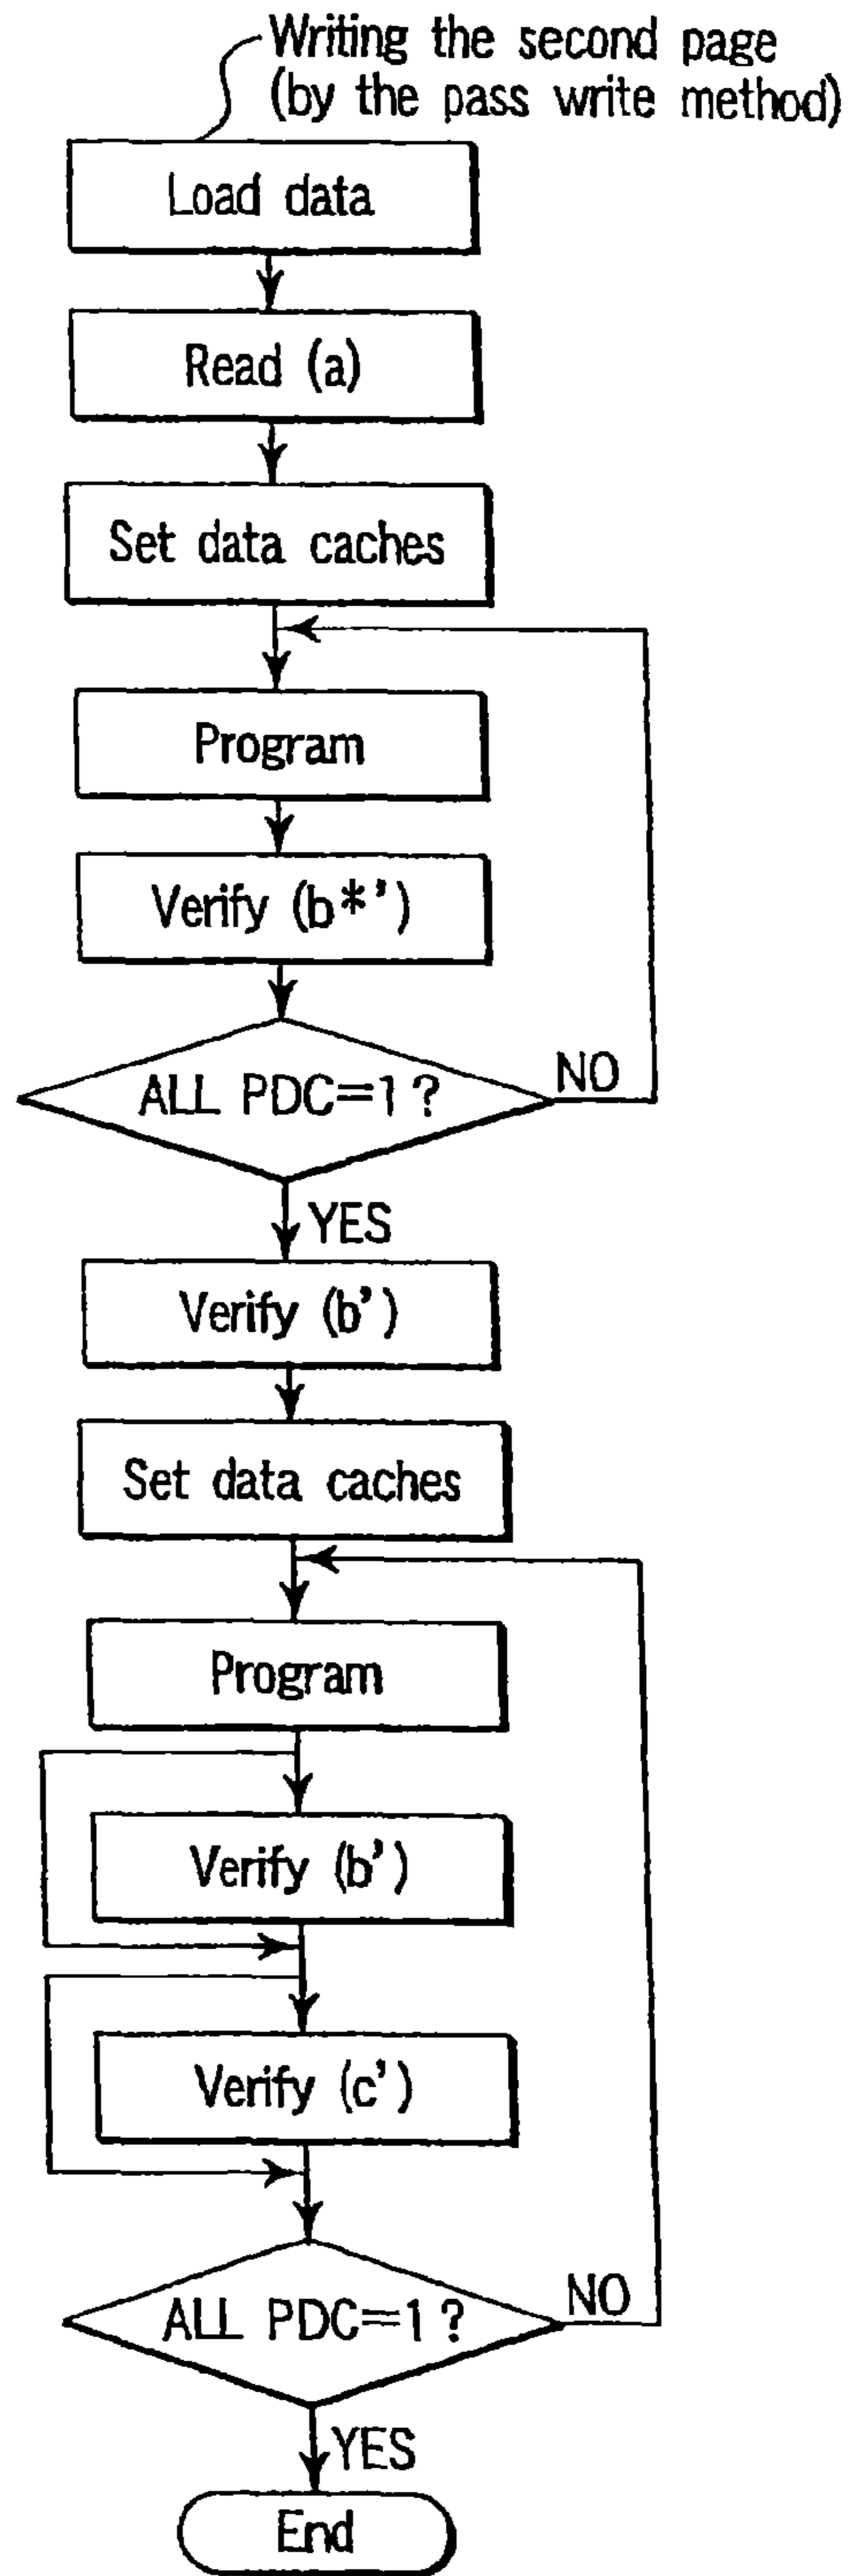 Writing the second page
(by the pass write method)
Load data
Read (a)
Set data caches
Program
Verify (b*')
ALL PDC=1?
NO
YES
Verify (b')
Set data caches
Program
Verify (b')
Verify (c')
ALL PDC=1?
NO
YES
End